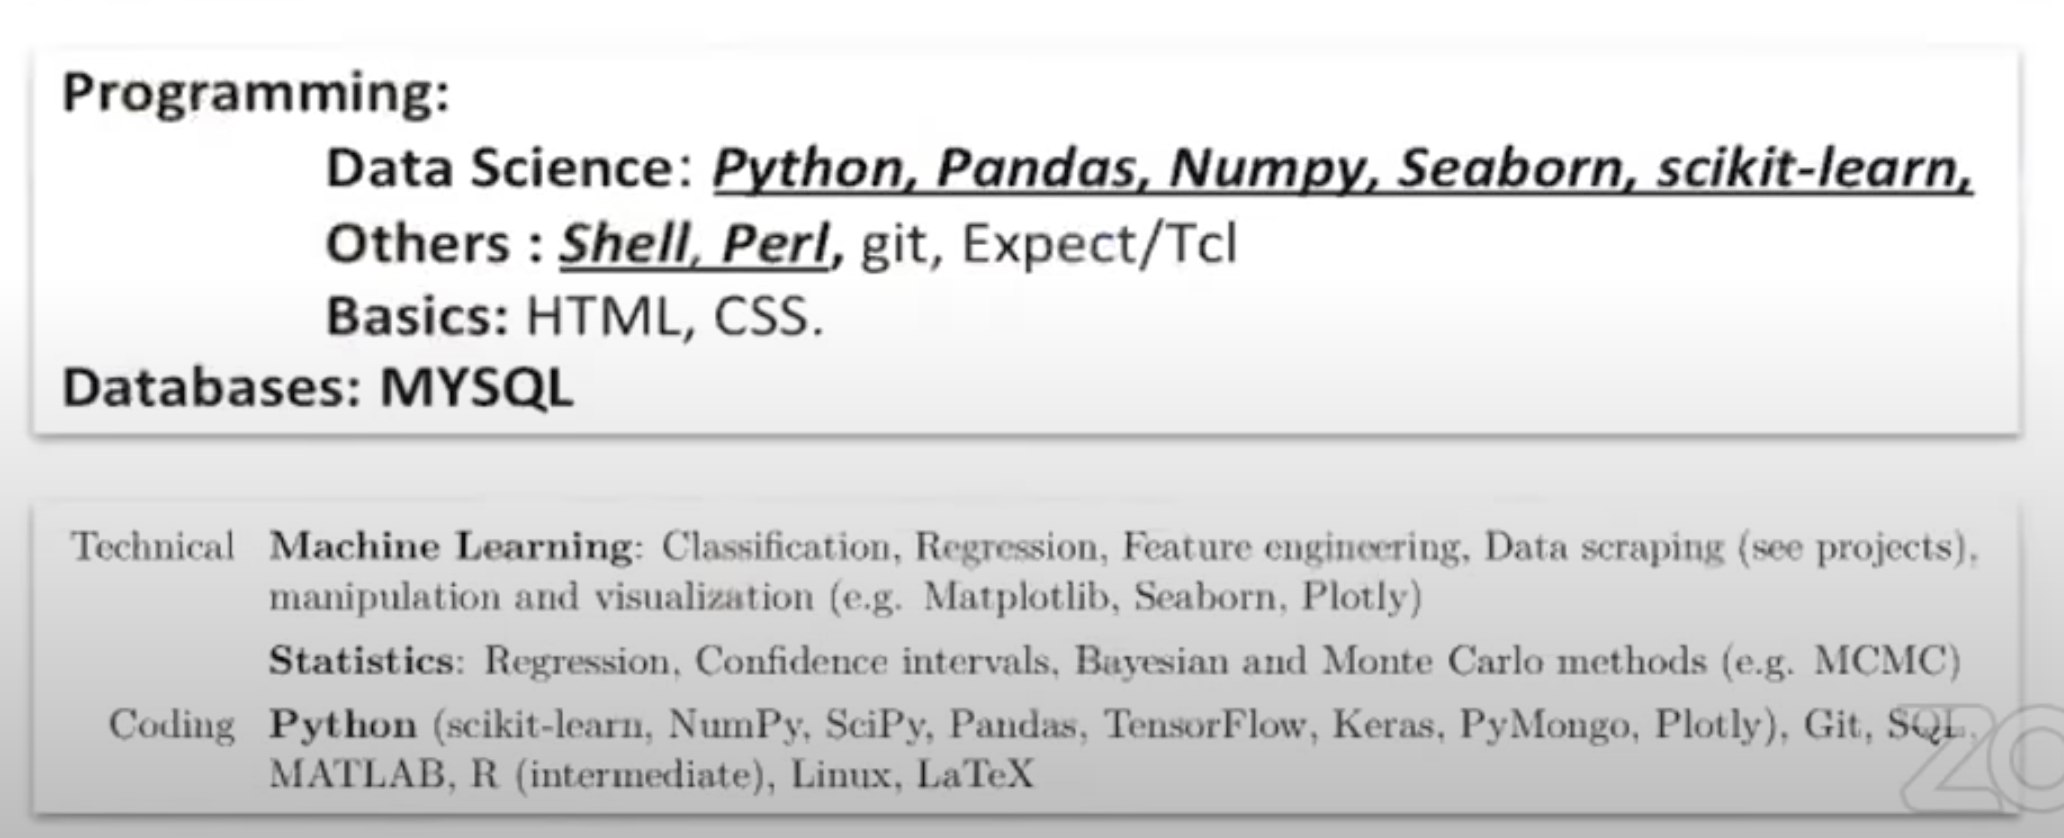 Programming:
Data Science: Python, Pandas, Numpy, Seaborn, scikit-learn,
Others : Shell, Perl, git, Expect/Tcl
Basics: HTML, CSS.
Databases: MYSQL
Technical Machine Learning: Classification, Regression, Feature engineering, Data scraping (see projects),
manipulation and visualization (e.g. Matplotlib, Seaborn, Plotly)
Statistics: Regression, Confidence intervals, Bayesian and Monte Carlo methods (e.g. MCMC)
Coding Python (scikit-learn, NumPy, SciPy, Pandas, TensorFlow, Keras, PyMongo, Plotly), Git, SQL,
MATLAB, R (intermediate), Linux, LaTeX